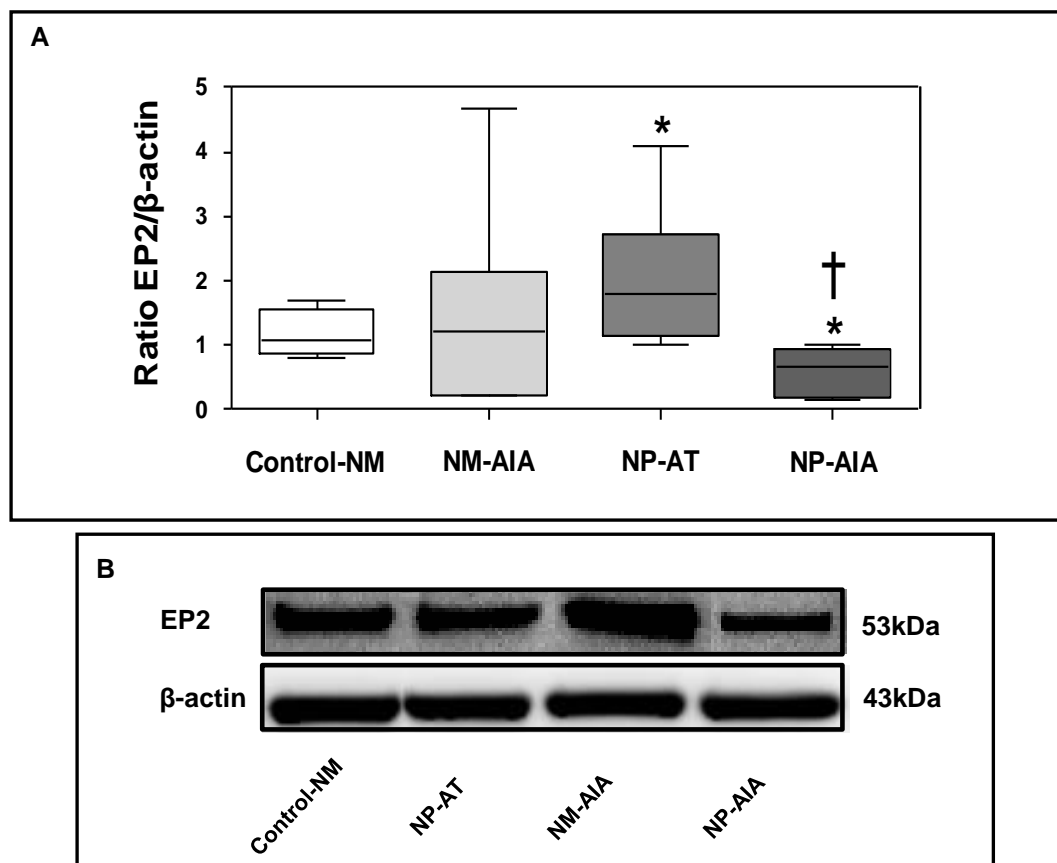 A
Ratio EP2/β-actin
5
4
3
2
1
0
*
†
*
Control-NM NM-AIA NP-AT NP-AIA
B
EP2 53kDa
β-actin 43kDa
Control-NM NP-AT NM-AIA NP-AIA